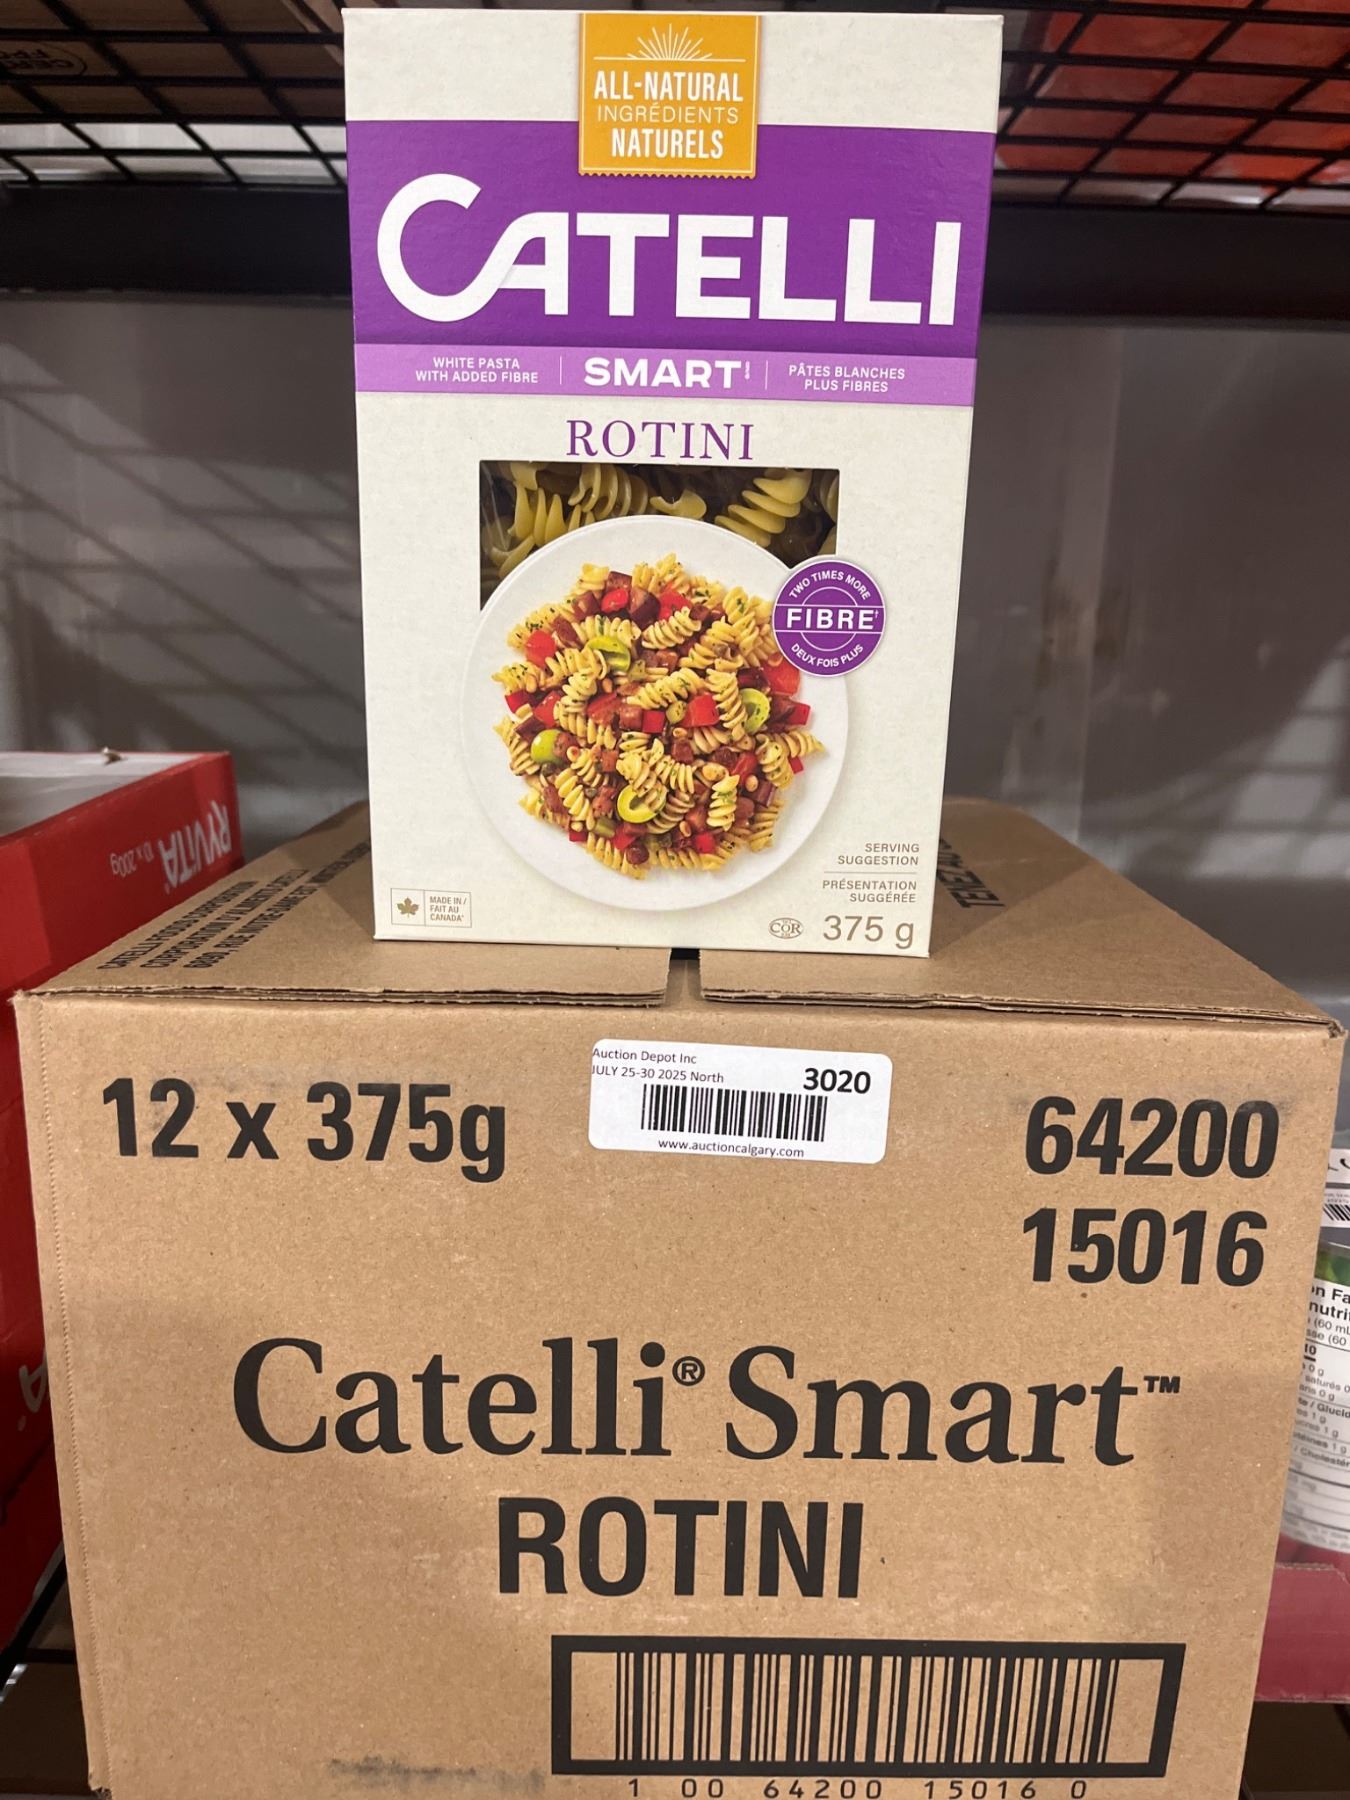 ALL-NATURAL
INGRÉDIENTS
NATURELS
CATELLI
WHITE PASTA
WITH ADDED FIBRE
SMART
PÂTES BLANCHES
PLUS FIBRES
ROTINI
TWO TIMES MORE
FIBRE†
DEUX FOIS PLUS
SERVING
SUGGESTION
PRÉSENTATION
SUGGÉRÉE
MADE IN /
FAIT AU
CANADA*
COR
375 g
RYVITA
10 x 200g
Auction Depot Inc
JULY 25-30 2025 North
3020
www.auctioncalgary.com
12 x 375g
64200
15016
Catelli® Smart™
ROTINI
1 00 64200 15016 0